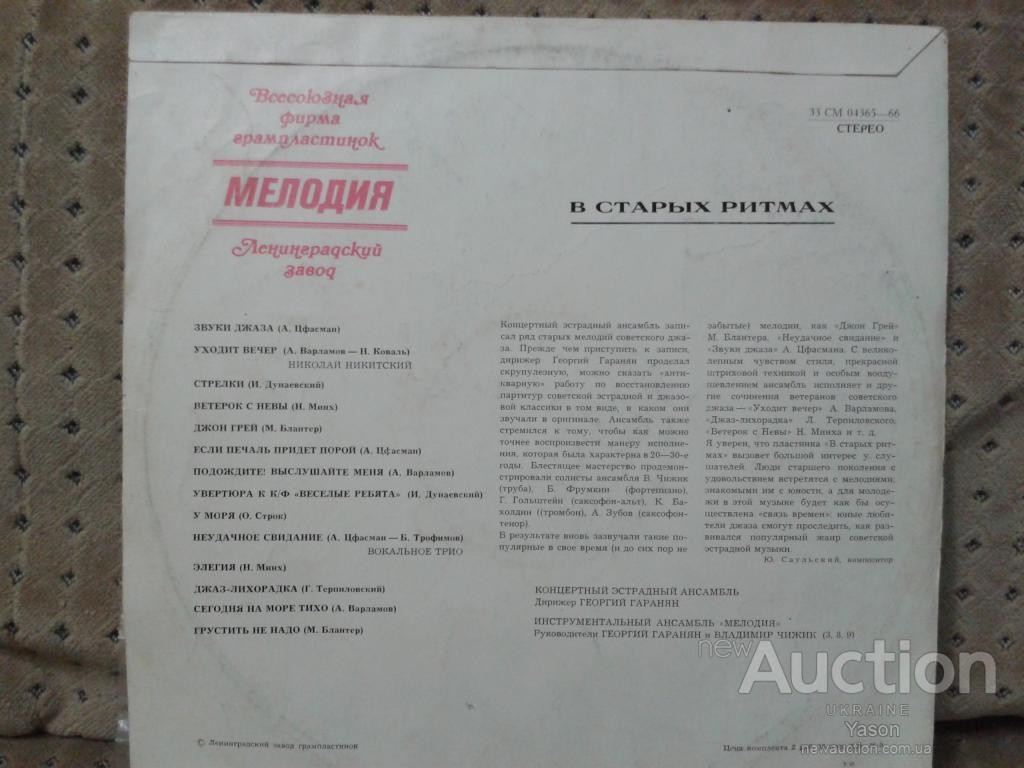 Всесоюзная
фирма
грампластинок
МЕЛОДИЯ
Ленинградский
завод
33 СМ 04365—66
СТЕРЕО
В СТАРЫХ РИТМАХ
ЗВУКИ ДЖАЗА (А. Цфасман)
УХОДИТ ВЕЧЕР (А. Варламов — Н. Коваль)
НИКОЛАЙ НИКИТСКИЙ
СТРЕЛКИ (И. Дунаевский)
ВЕТЕРОК С НЕВЫ (Н. Минх)
ДЖОН ГРЕЙ (М. Блантер)
ЕСЛИ ПЕЧАЛЬ ПРИДЕТ ПОРОЙ (А. Цфасман)
ПОДОЖДИТЕ! ВЫСЛУШАЙТЕ МЕНЯ (А. Варламов)
УВЕРТЮРА К К/Ф «ВЕСЕЛЫЕ РЕБЯТА» (И. Дунаевский)
У МОРЯ (О. Строк)
НЕУДАЧНОЕ СВИДАНИЕ (А. Цфасман — Б. Трофимов)
ВОКАЛЬНОЕ ТРИО
ЭЛЕГИЯ (Н. Минх)
ДЖАЗ-ЛИХОРАДКА (Г. Терпиловский)
СЕГОДНЯ НА МОРЕ ТИХО (А. Варламов)
ГРУСТИТЬ НЕ НАДО (М. Блантер)
Концертный эстрадный ансамбль запи-
сал ряд старых мелодий советского джа-
за. Прежде чем приступить к записи,
дирижер Георгий Гаранян проделал
скрупулезную, можно сказать «анти-
кварную» работу по восстановлению
партитур советской эстрадной и джазо-
вой классики в том виде, в каком они
звучали в оригинале. Ансамбль также
стремился к тому, чтобы как можно
точнее воспроизвести манеру исполне-
ния, которая была характерна в 20—30-е
годы. Блестящее мастерство продемон-
стрировали солисты ансамбля В. Чижик
(труба), Б. Фрумкин (фортепиано),
Г. Гольштейн (саксофон-альт), К. Ба-
холдин ((тромбон), А. Зубов (саксофон-
тенор).
В результате вновь зазвучали такие по-
пулярные в свое время (и до сих пор не
забытые) мелодии, как «Джон Грей»
М. Блантера, «Неудачное свидание» и
«Звуки джаза» А. Цфасмана. С велико-
лепным чувством стиля, прекрасной
штриховой техникой и особым вооду-
шевлением ансамбль исполняет и дру-
гие сочинения ветеранов советского
джаза — «Уходит вечер» А. Варламова,
«Джаз-лихорадка» Л. Терпиловского,
«Ветерок с Невы» Н. Минха и т. д.
Я уверен, что пластинка «В старых рит-
мах» вызовет большой интерес у слу-
шателей. Люди старшего поколения с
удовольствием встретятся с мелодиями,
знакомыми им с юности, а для молоде-
жи в этой музыке будет как бы осу-
ществлена «связь времен»: юные люби-
тели джаза смогут проследить, как раз-
вивался популярный жанр советской
эстрадной музыки.
Ю. Саульский, композитор
КОНЦЕРТНЫЙ ЭСТРАДНЫЙ АНСАМБЛЬ
Дирижер ГЕОРГИЙ ГАРАНЯН
ИНСТРУМЕНТАЛЬНЫЙ АНСАМБЛЬ «МЕЛОДИЯ»
Руководители ГЕОРГИЙ ГАРАНЯН и ВЛАДИМИР ЧИЖИК (3, 8, 9)
new Auction
UKRAINE
Yason
newauction.com.ua
© Ленинградский завод грампластинок
Цена комплекта 2